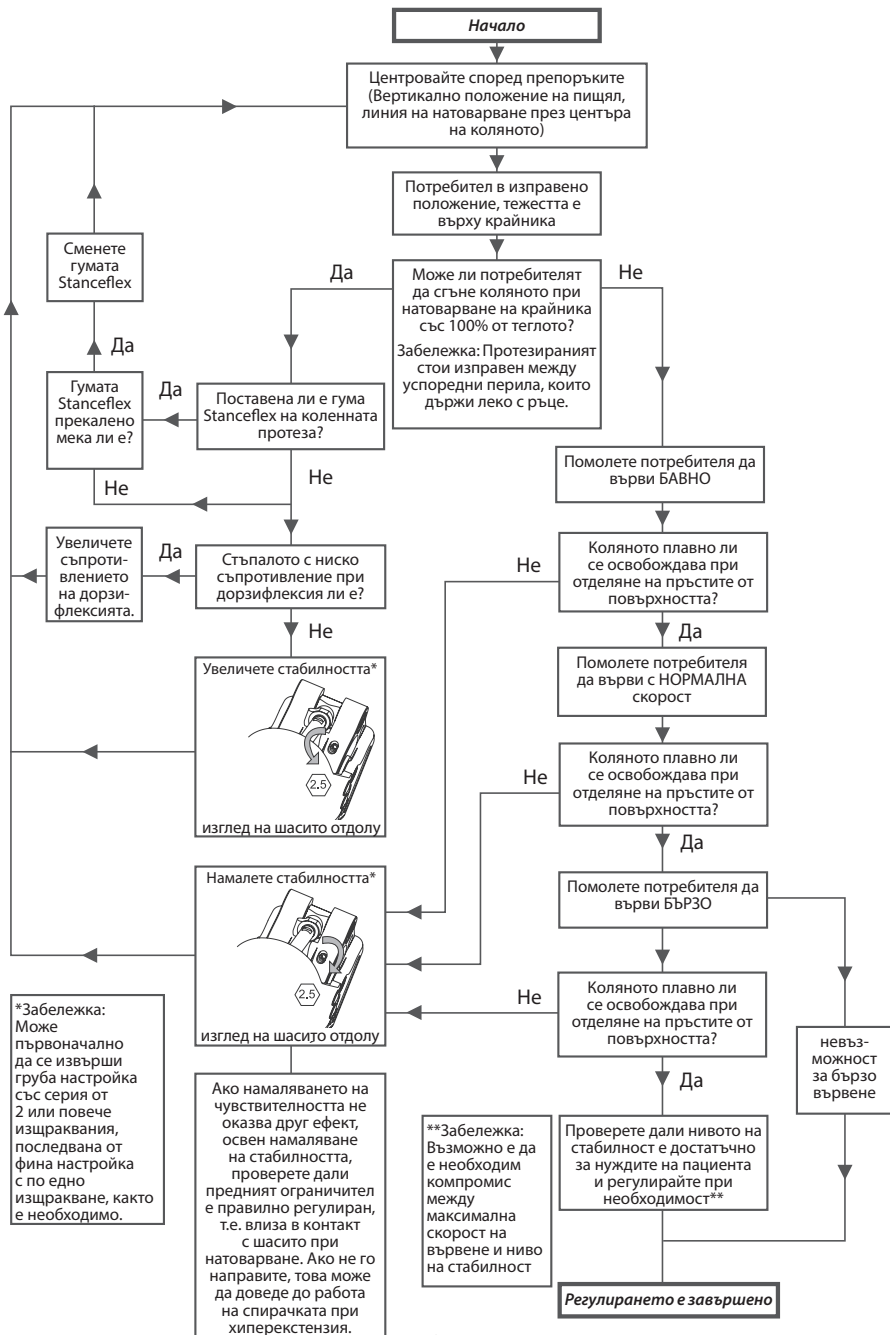 Начало
Центровайте според препоръките
(Вертикално положение на пищял,
линия на натоварване през центъра
на коляното)
Потребител в изправено
положение, тежестта е
върху крайника
Сменете
гумата
Stanceflex
Да
Може ли потребителят
да сгъне коляното при
натоварване на крайника
със 100% от теглото?
Забележка: Протезираният
стои изправен между
успоредни перила, които
държи леко с ръце.
Не
Да
Гумата
Stanceflex
прекалено
мека ли е?
Да
Поставена ли е гума
Stanceflex на коленната
протеза?
Не
Не
Помолете потребителя да
върви БАВНО
Увеличете
съпроти-
влението
на дорзи-
флексията.
Да
Стъпалото с ниско
съпротивление при
дорзифлексия ли е?
Не
Коляното плавно ли
се освобождава при
отделяне на пръстите от
повърхността?
Не
Да
Увеличете стабилността*
2.5
изглед на шасито отдолу
Помолете потребителя
да върви с НОРМАЛНА
скорост
Не
Коляното плавно ли
се освобождава при
отделяне на пръстите от
повърхността?
Да
Намалете стабилността*
2.5
изглед на шасито отдолу
Помолете потребителя да
върви БЪРЗО
Не
Коляното плавно ли
се освобождава при
отделяне на пръстите от
повърхността?
невъз-
можност
за бързо
вървене
Да
*Забележка:
Може
първоначално
да се извърши
груба настройка
със серия от
2 или повече
изщраквания,
последвана от
фина настройка
с по едно
изщракване, както
е необходимо.
Ако намаляването на
чувствителността не
оказва друг ефект,
освен намаляване
на стабилността,
проверете дали
предният ограничител
е правилно регулиран,
т.е. влиза в контакт
с шасито при
натоварване. Ако не го
направите, това може
да доведе до работа
на спирачката при
хиперекстензия.
**Забележка:
Възможно е да
е необходим
компромис
между
максимална
скорост на
вървене и ниво
на стабилност
Проверете дали нивото на
стабилност е достатъчно
за нуждите на пациента
и регулирайте при
необходимост**
Регулирането е завършено